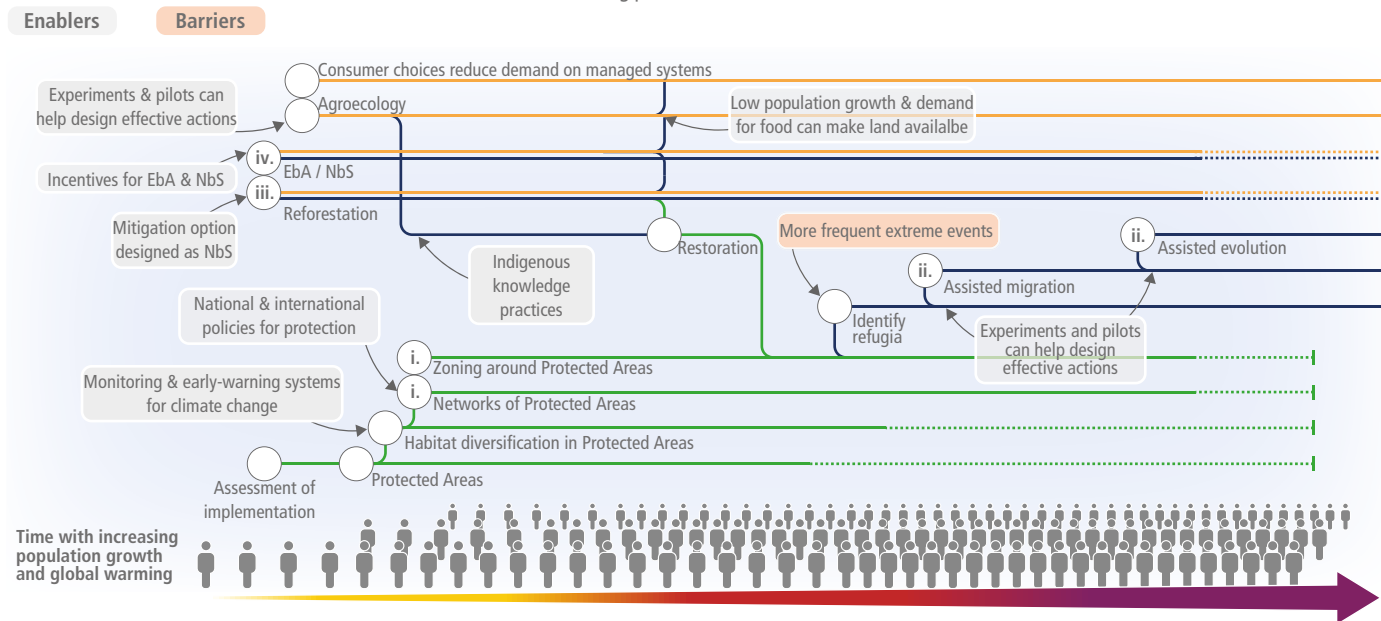 Enablers
Barriers
Consumer choices reduce demand on managed systems
Experiments & pilots can
help design effective actions
Agroecology
Low population growth & demand
for food can make land availalbe
iv.
EbA / NbS
Incentives for EbA & NbS
iii.
Reforestation
Mitigation option
designed as NbS
Restoration
More frequent extreme events
ii.
Assisted evolution
Indigenous
knowledge
practices
ii.
Assisted migration
National & international
policies for protection
Identify
refugia
Experiments and pilots
can help design
effective actions
i.
Zoning around Protected Areas
Monitoring & early-warning systems
for climate change
i.
Networks of Protected Areas
Habitat diversification in Protected Areas
Protected Areas
Assessment of
implementation
Time with increasing
population growth
and global warming